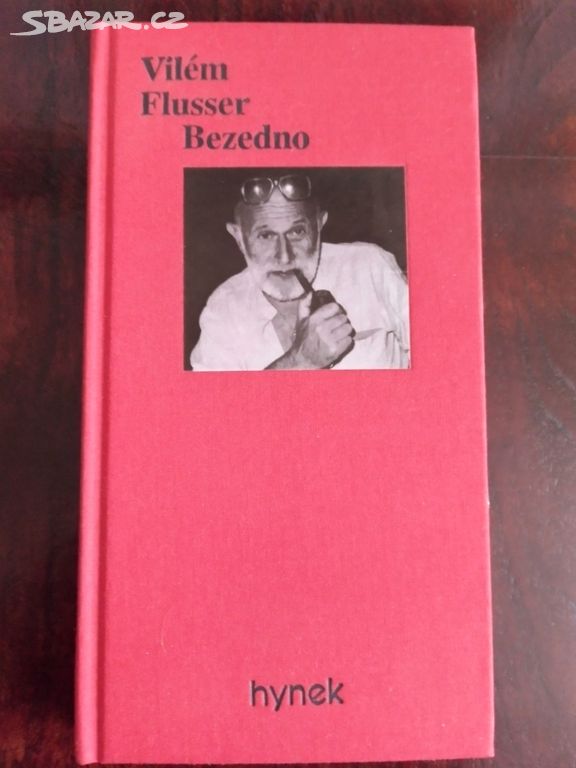 SBAZAR.CZ
Vilém
Flusser
Bezedno
hynek